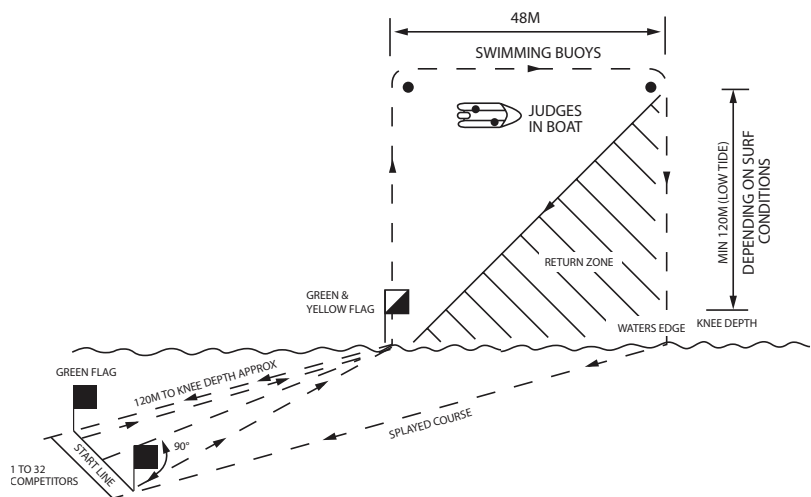 48M
SWIMMING BUOYS
JUDGES
IN BOAT
MIN 120M (LOW TIDE)
DEPENDING ON SURF
CONDITIONS
RETURN ZONE
GREEN &
YELLOW FLAG
WATERS EDGE
KNEE DEPTH
GREEN FLAG
120M TO KNEE DEPTH APPROX
SPLAYED COURSE
START LINE
90°
1 TO 32
COMPETITORS